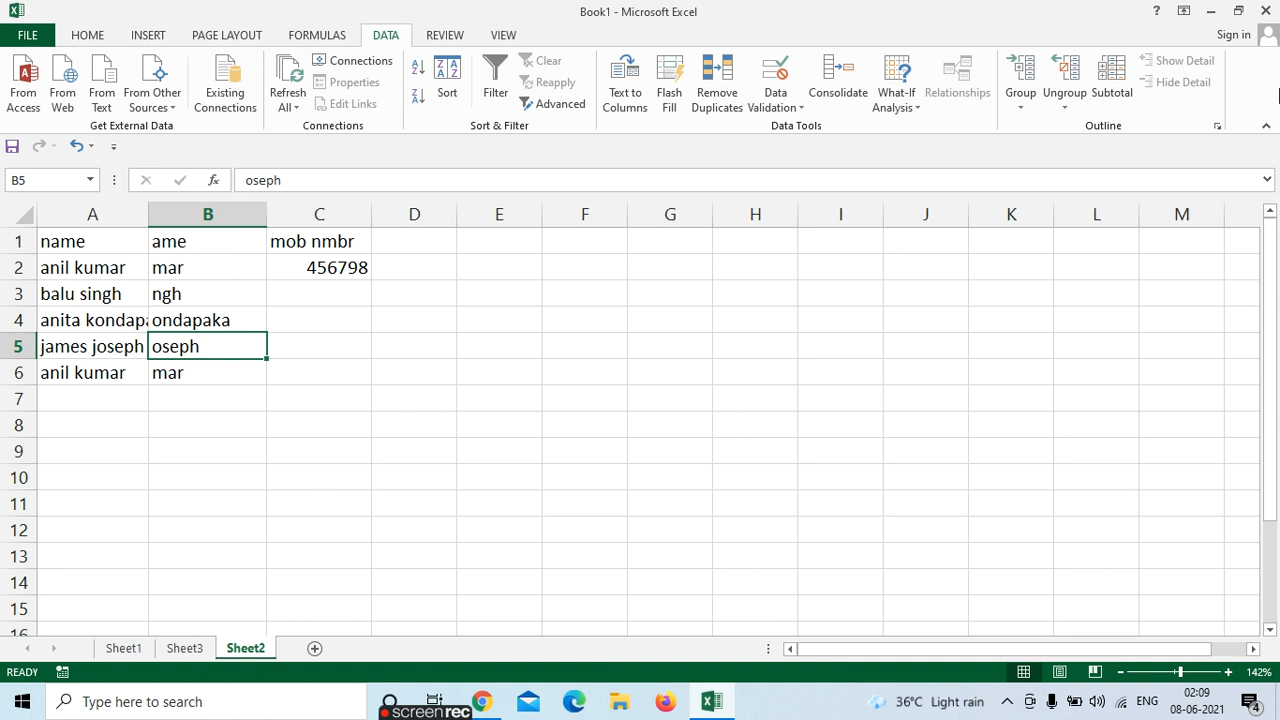 Book1 - Microsoft Excel
?
FILE HOME INSERT PAGE LAYOUT FORMULAS DATA REVIEW VIEW Sign in
From Access
From Web
From Text
From Other Sources
Get External Data
Existing Connections
Refresh All
Connections
Properties
Edit Links
Connections
Sort
Filter
Clear
Reapply
Advanced
Sort & Filter
Text to Columns
Flash Fill
Remove Duplicates
Data Validation
Consolidate
What-If Analysis
Relationships
Data Tools
Group
Ungroup
Subtotal
Show Detail
Hide Detail
Outline
B5 fx oseph
A B C D E F G H I J K L M
1 name ame mob nmbr
2 anil kumar mar 456798
3 balu singh ngh
4 anita kondapa ondapaka
5 james joseph oseph
6 anil kumar mar
7
8
9
10
11
12
13
14
15
16
Sheet1 Sheet3 Sheet2
READY 142%
Type here to search
screenrec
36°C Light rain ENG 02:09
08-06-2021
4